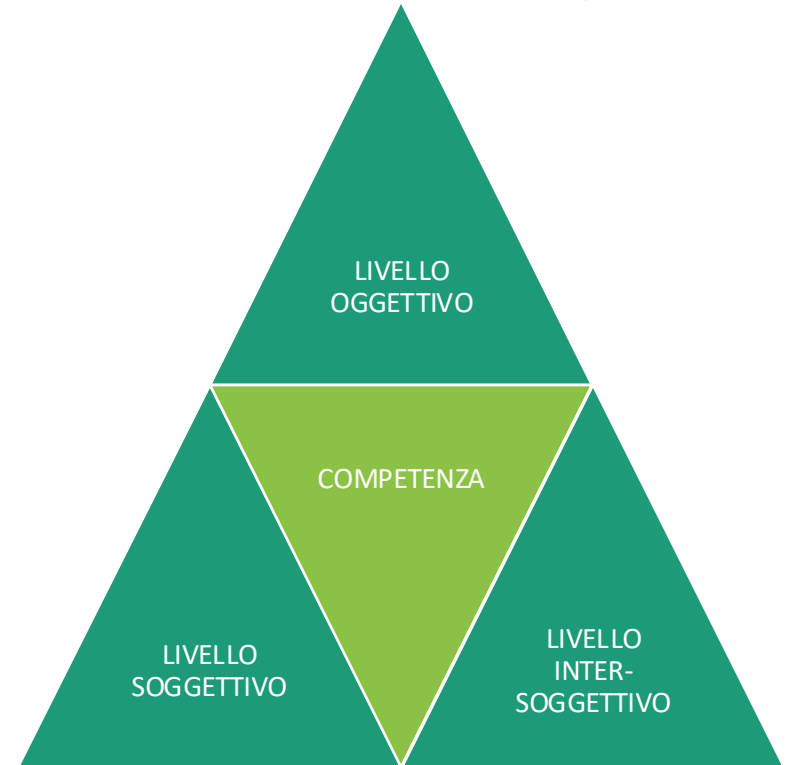 LIVELLO
OGGETTIVO
COMPETENZA
LIVELLO
SOGGETTIVO
LIVELLO
INTER-
SOGGETTIVO